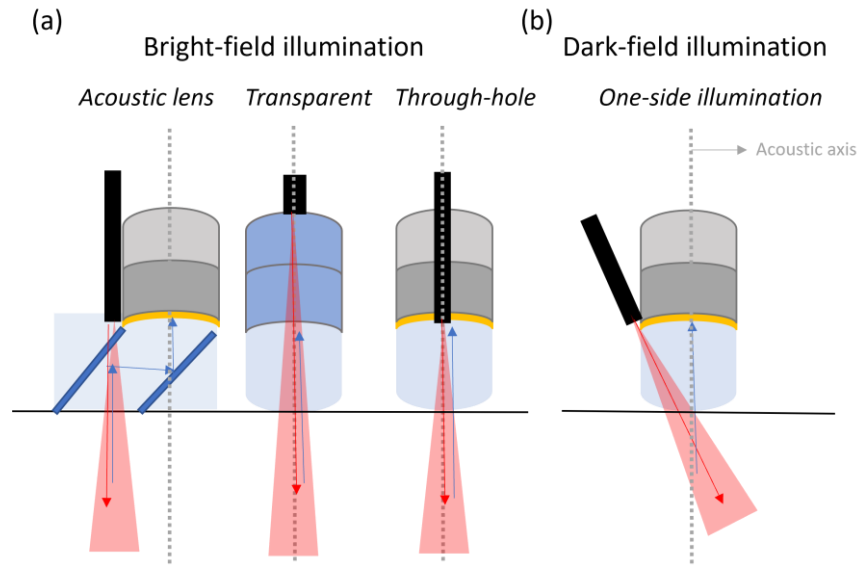 (a)
Bright-field illumination
Acoustic lens
Transparent
Through-hole
(b)
Dark-field illumination
One-side illumination
Acoustic axis